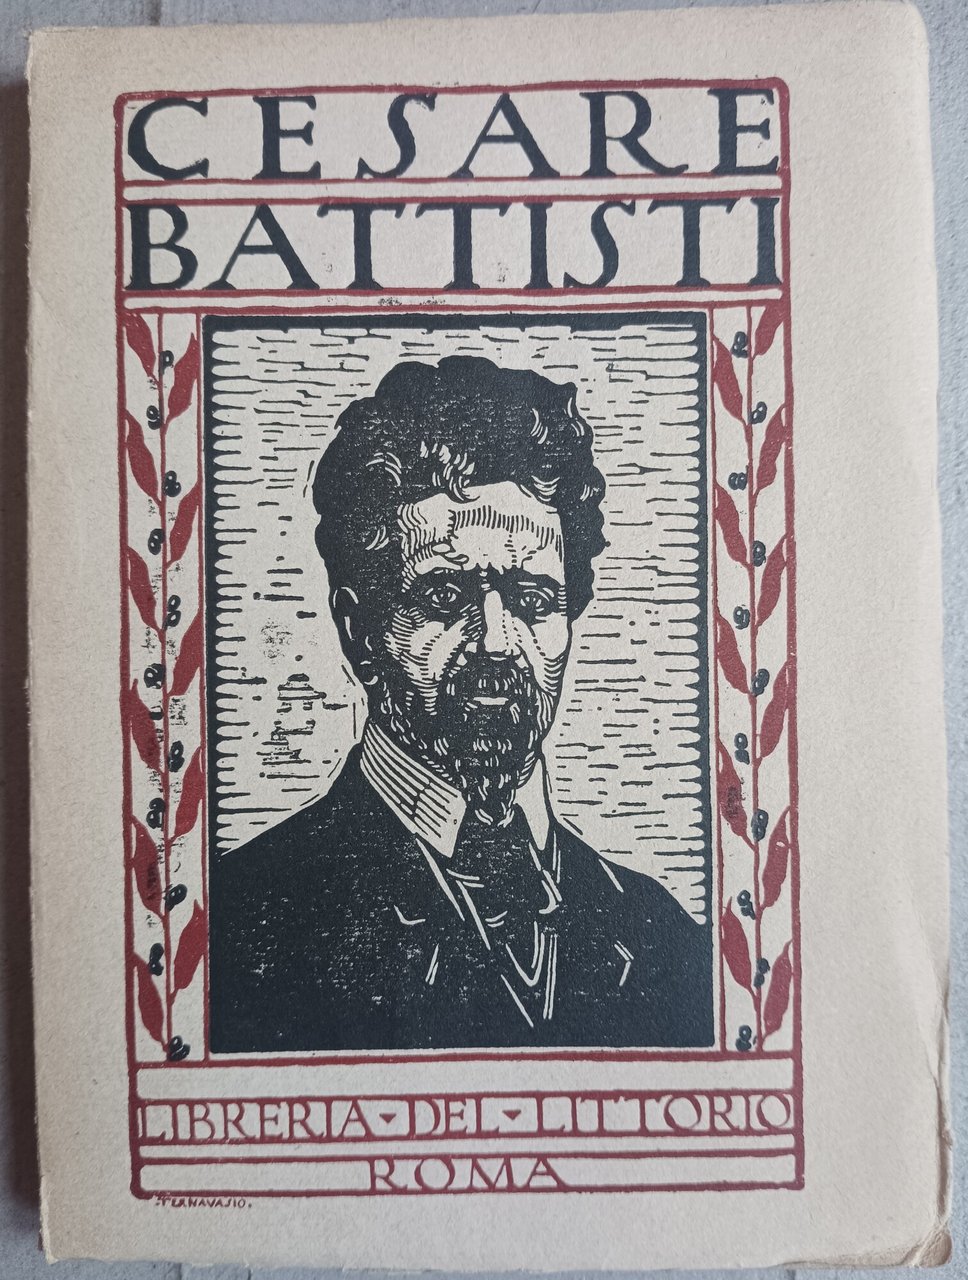 CESARE
BATTISTI
LIBRERIA DEL LITTORIO
ROMA